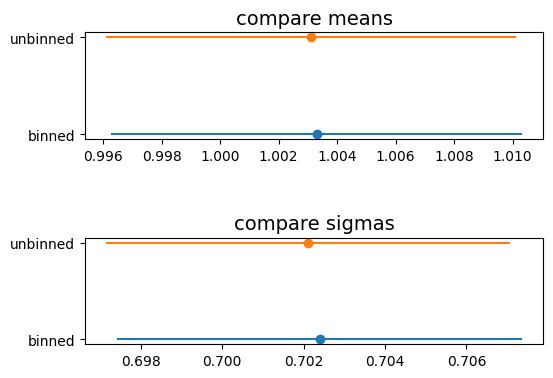 compare means
unbinned
binned
0.996 0.998 1.000 1.002 1.004 1.006 1.008 1.010
compare sigmas
unbinned
binned
0.698 0.700 0.702 0.704 0.706